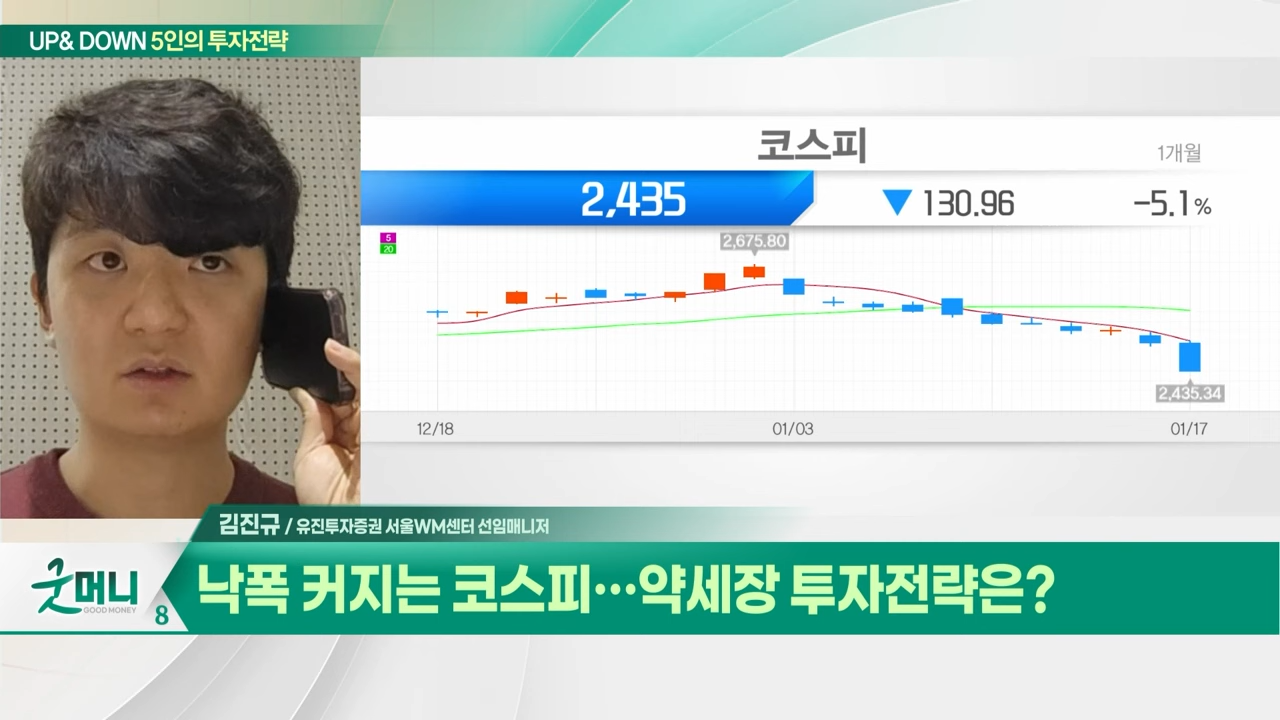 UP& DOWN 5인의 투자전략
코스피
1개월
2,435 ▼ 130.96 -5.1%
5
20
2,675.80
2,435.34
12/18 01/03 01/17
김진규 / 유진투자증권 서울WM센터 선임매니저
굿머니
GOOD MONEY
8
낙폭 커지는 코스피…약세장 투자전략은?